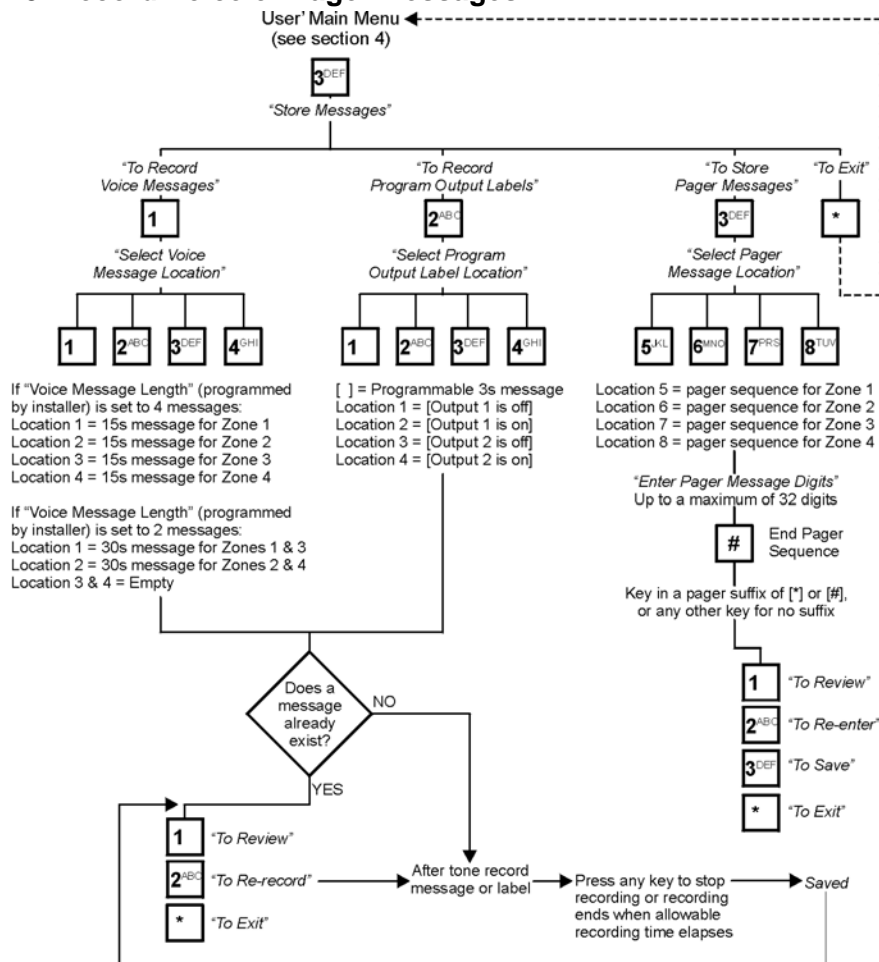 User' Main Menu
(see section 4)
3DEF
"Store Messages"
"To Record
Voice Messages"
1
"Select Voice
Message Location"
1 2ABC 3DEF 4GHI
If "Voice Message Length" (programmed
by installer) is set to 4 messages:
Location 1 = 15s message for Zone 1
Location 2 = 15s message for Zone 2
Location 3 = 15s message for Zone 3
Location 4 = 15s message for Zone 4
If "Voice Message Length" (programmed
by installer) is set to 2 messages:
Location 1 = 30s message for Zones 1 & 3
Location 2 = 30s message for Zones 2 & 4
Location 3 & 4 = Empty
"To Record
Program Output Labels"
2ABC
"Select Program
Output Label Location"
1 2ABC 3DEF 4GHI
[ ] = Programmable 3s message
Location 1 = [Output 1 is off]
Location 2 = [Output 1 is on]
Location 3 = [Output 2 is off]
Location 4 = [Output 2 is on]
"To Store
Pager Messages"
3DEF
"Select Pager
Message Location"
5JKL 6MNO 7PRS 8TUV
Location 5 = pager sequence for Zone 1
Location 6 = pager sequence for Zone 2
Location 7 = pager sequence for Zone 3
Location 8 = pager sequence for Zone 4
"Enter Pager Message Digits"
Up to a maximum of 32 digits
# End Pager
Sequence
Key in a pager suffix of [*] or [#],
or any other key for no suffix
1 "To Review"
2ABC "To Re-enter"
3DEF "To Save"
* "To Exit"
"To Exit"
*
Does a
message
already
exist?
NO
YES
1 "To Review"
2ABC "To Re-record"
* "To Exit"
After tone record
message or label
Press any key to stop
recording or recording
ends when allowable
recording time elapses
Saved